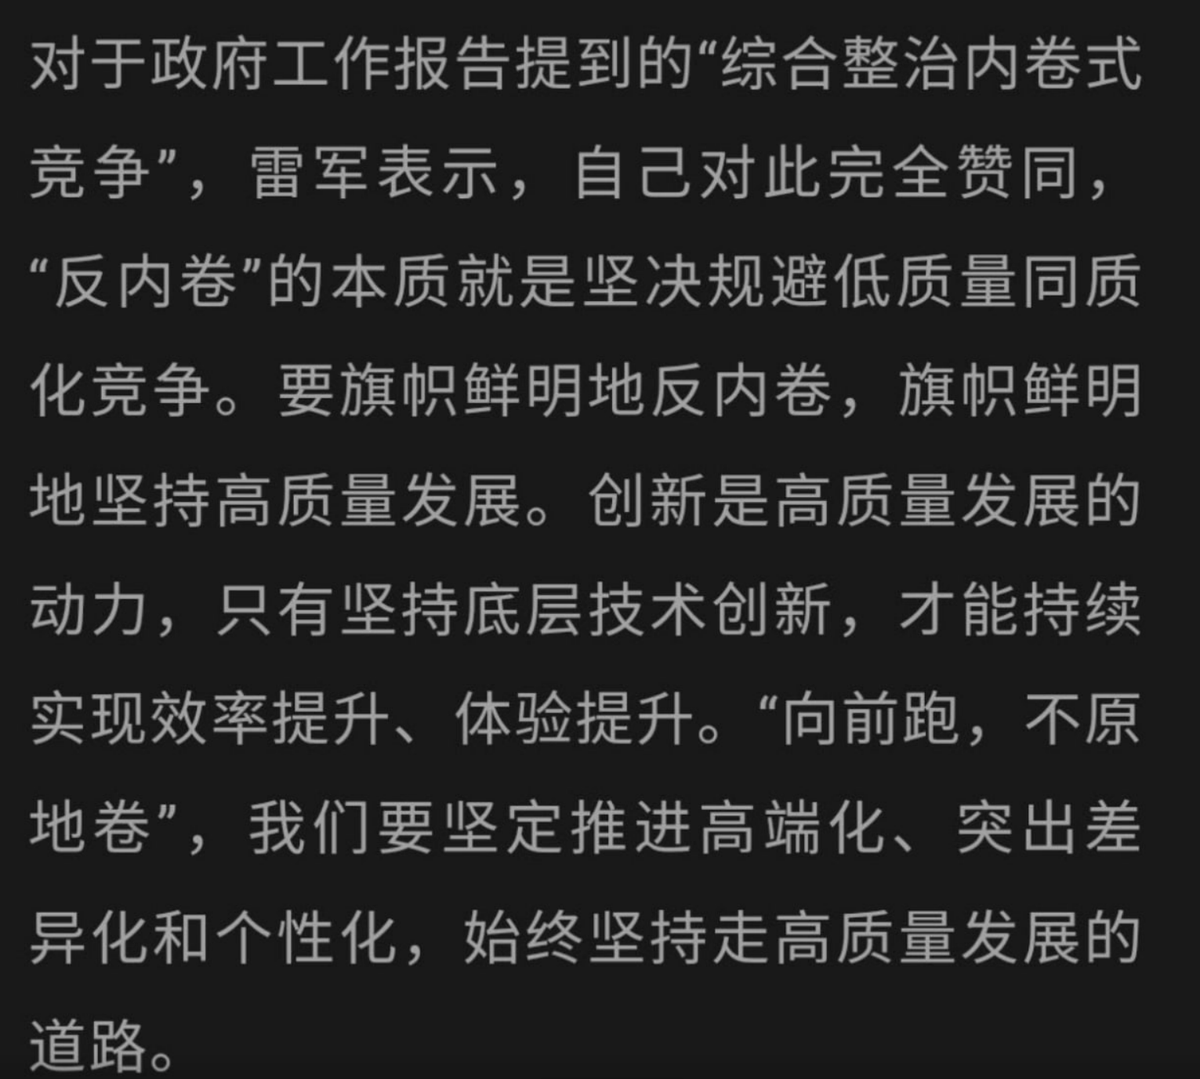 对于政府工作报告提到的“综合整治内卷式
竞争”，雷军表示，自己对此完全赞同，
“反内卷”的本质就是坚决规避低质量同质
化竞争。要旗帜鲜明地反内卷，旗帜鲜明
地坚持高质量发展。创新是高质量发展的
动力，只有坚持底层技术创新，才能持续
实现效率提升、体验提升。“向前跑，不原
地卷”，我们要坚定推进高端化、突出差
异化和个性化，始终坚持走高质量发展的
道路。